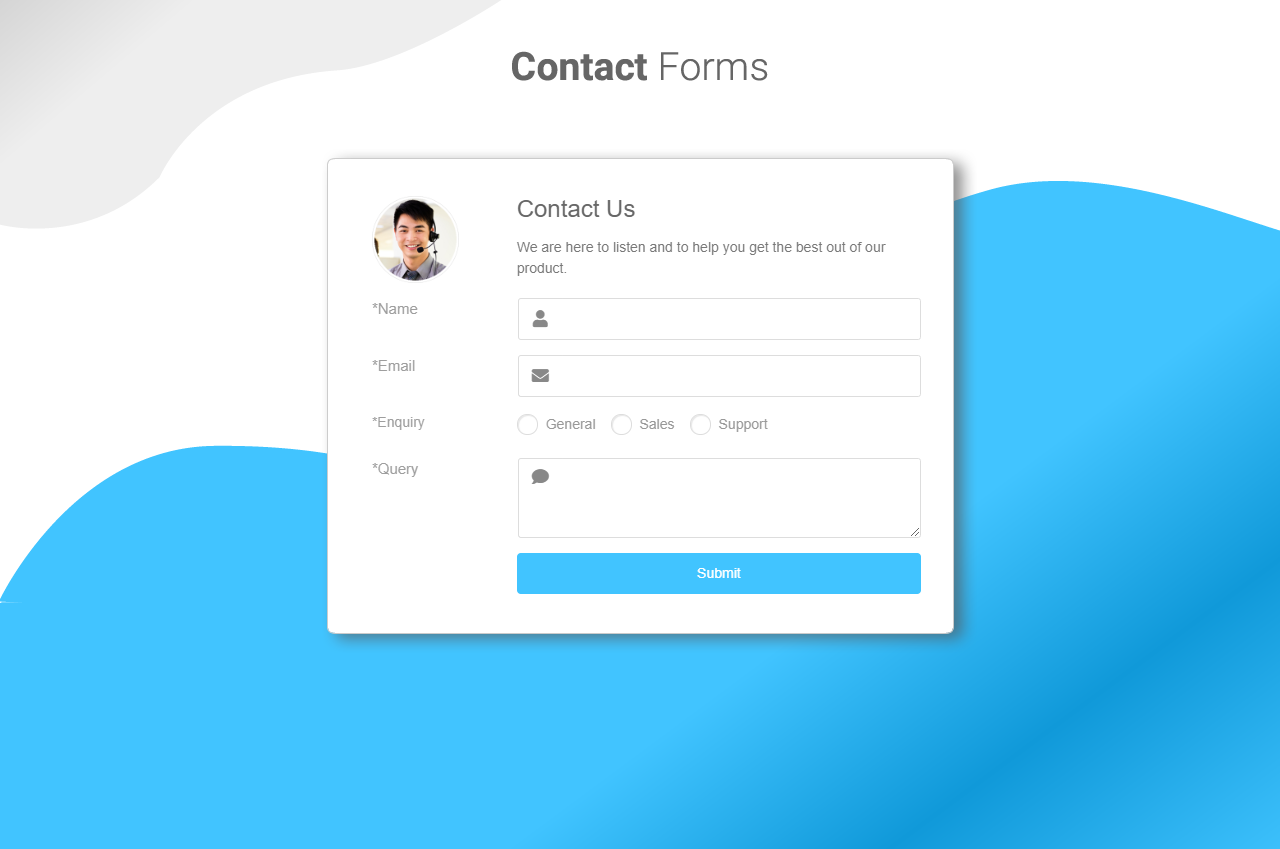 Contact Forms
Contact Us
We are here to listen and to help you get the best out of our
product.
*Name
*Email
*Enquiry
General
Sales
Support
*Query
Submit